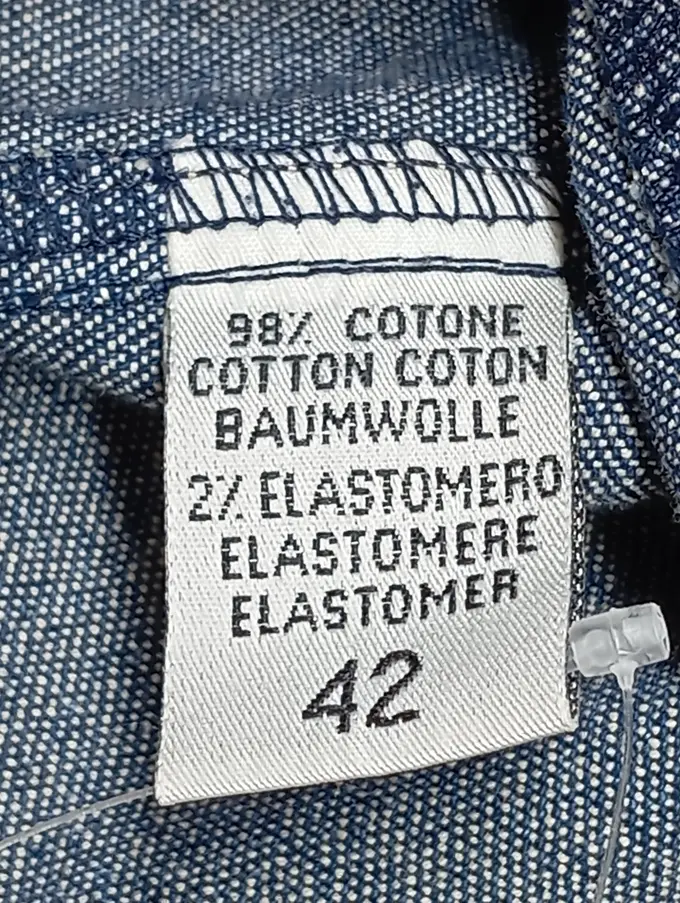 98% COTONE
COTTON COTON
BAUMWOLLE
2% ELASTOMERO
ELASTOMERE
ELASTOMER
42